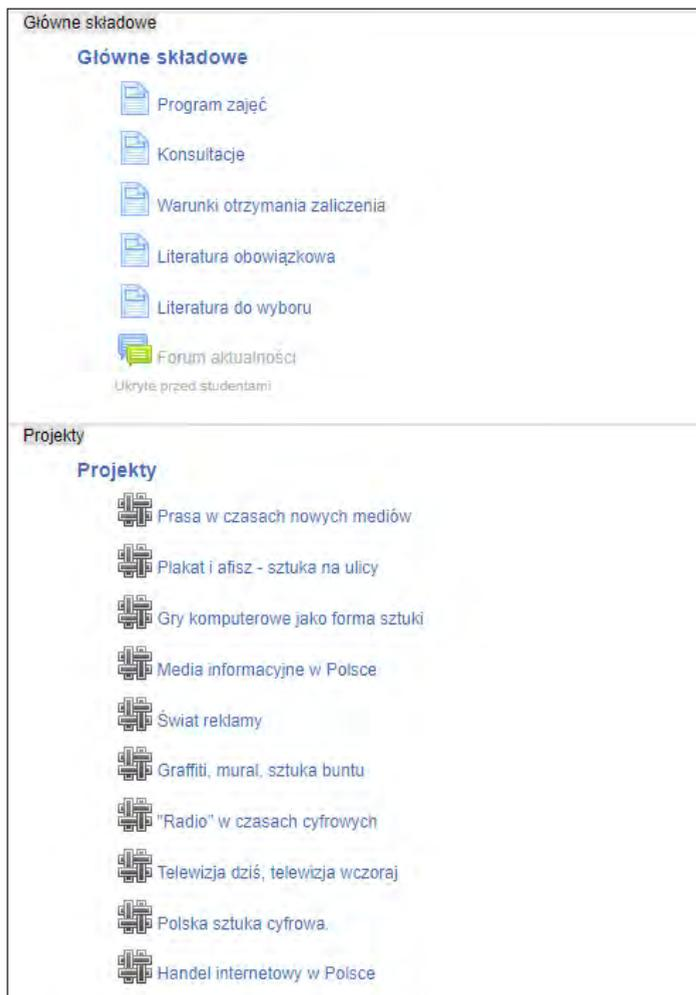 Główne składowe
Główne składowe
Program zajęć
Konsultacje
Warunki otrzymania zaliczenia
Literatura obowiązkowa
Literatura do wyboru
Forum aktualności
Ukryte przed studentami
Projekty
Projekty
Prasa w czasach nowych mediów
Plakat i afisz - sztuka na ulicy
Gry komputerowe jako forma sztuki
Media informacyjne w Polsce
Świat reklamy
Graffiti, mural, sztuka buntu
"Radio" w czasach cyfrowych
Telewizja dziś, telewizja wczoraj
Polska sztuka cyfrowa.
Handel internetowy w Polsce